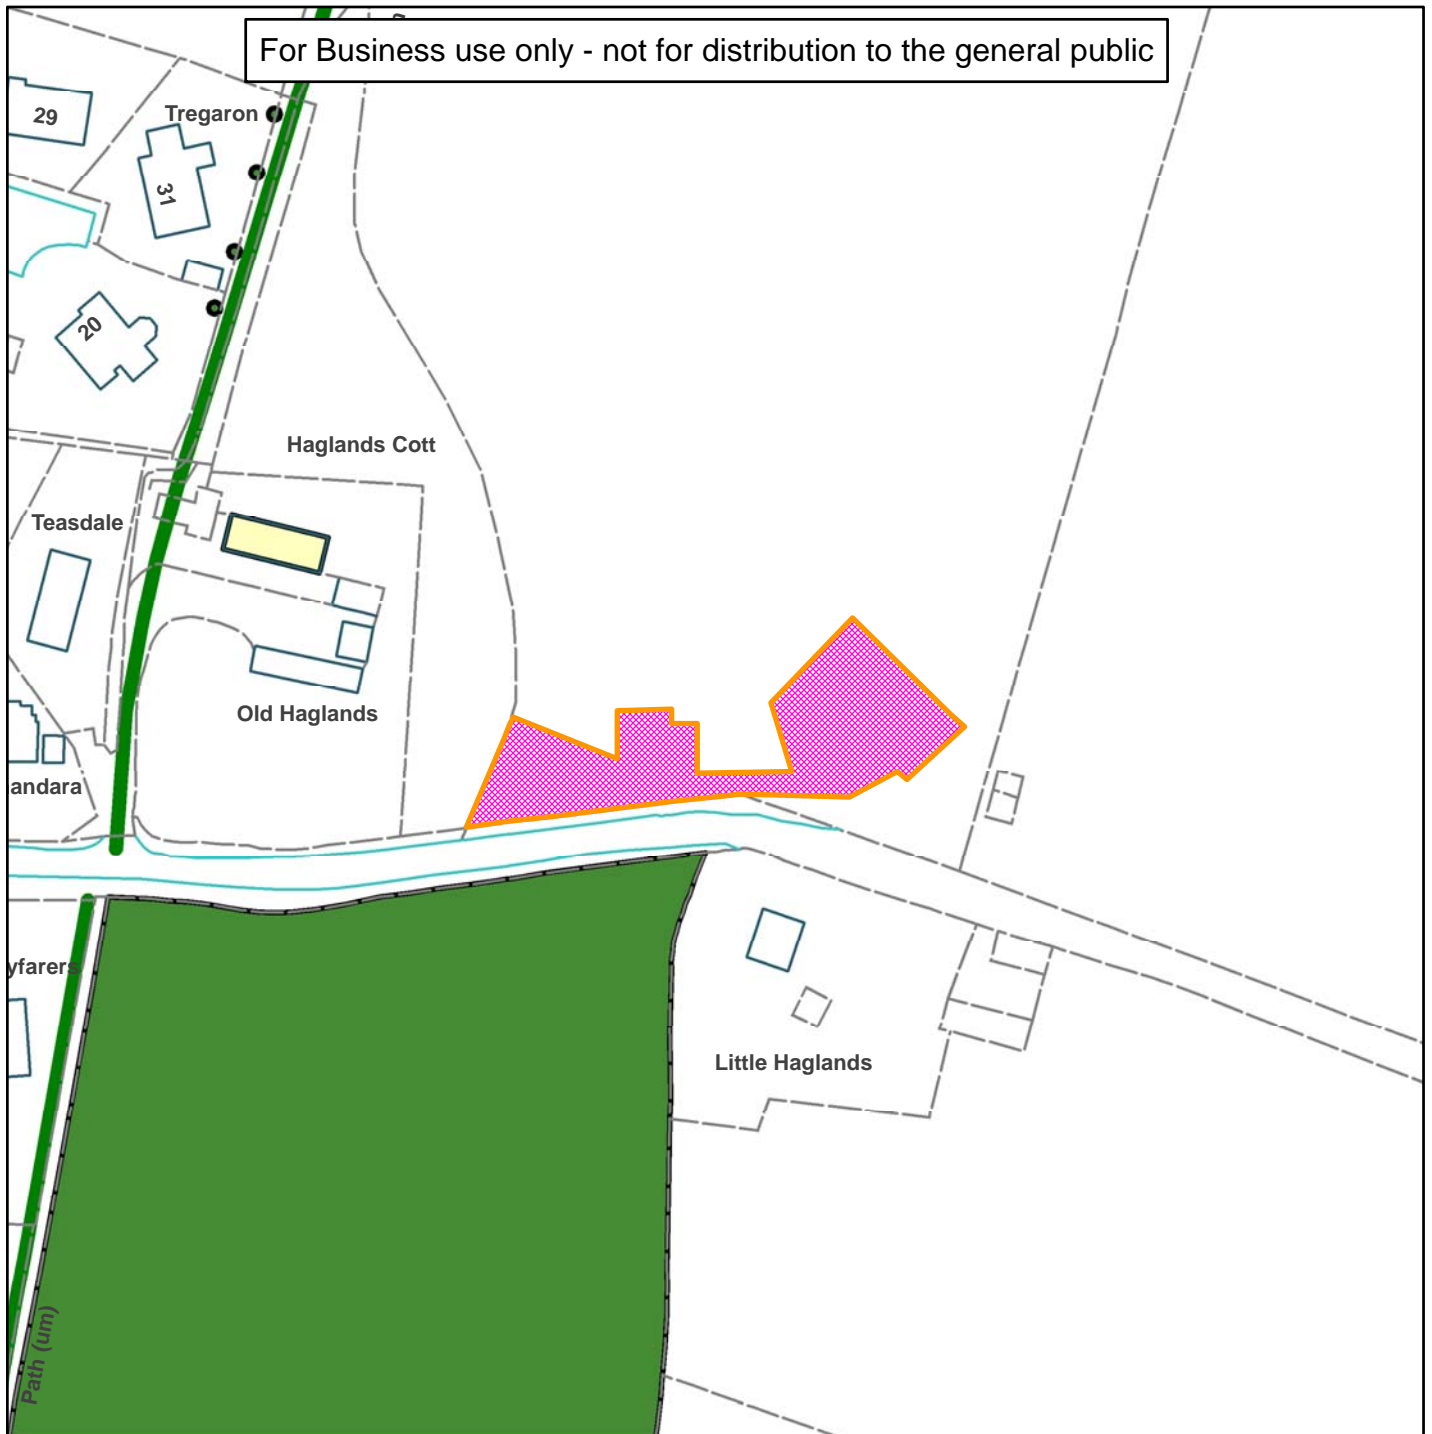 For Business use only - not for distribution to the general public
29
Tregaron
31
20
Haglands Cott
Teasdale
Old Haglands
andara
yfarers
Little Haglands
Path (um)